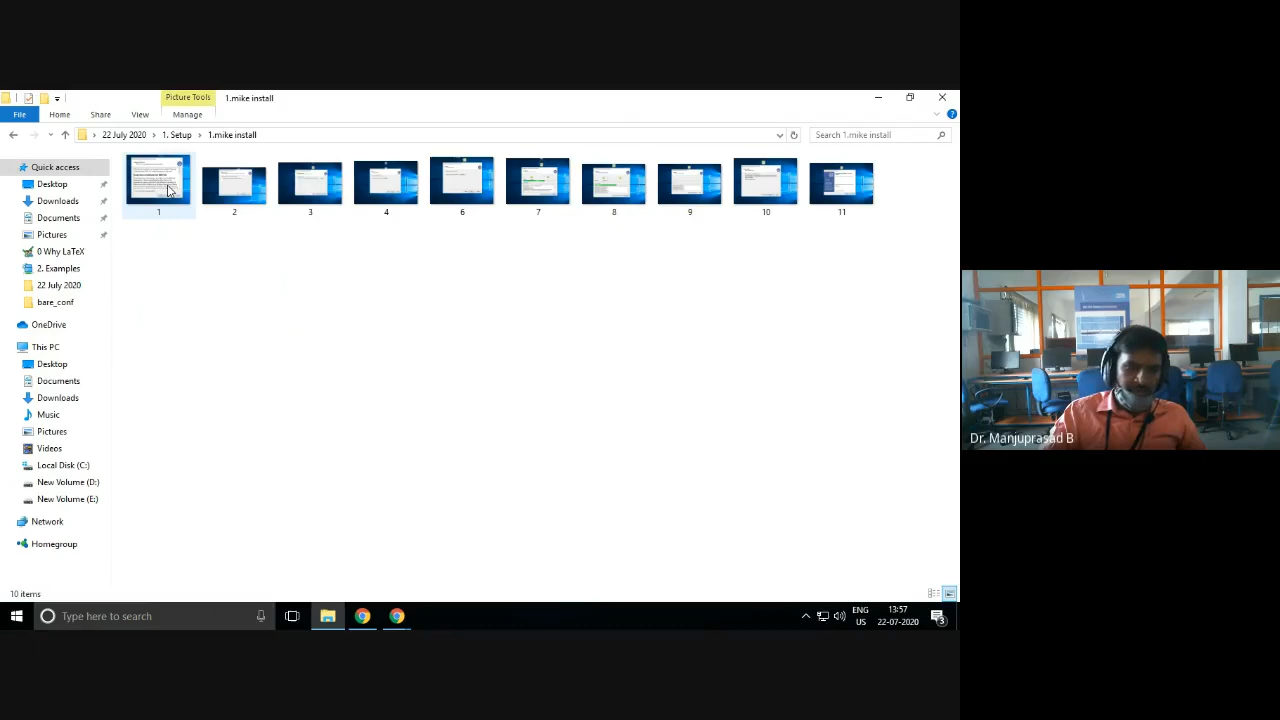 Picture Tools
1.mike install
File
Home
Share
View
Manage
22 July 2020
1. Setup
1.mike install
Search 1.mike install
Quick access
Desktop
Downloads
Documents
Pictures
0 Why LaTeX
2. Examples
22 July 2020
bare_conf
OneDrive
This PC
Desktop
Documents
Downloads
Music
Pictures
Videos
Local Disk (C:)
New Volume (D:)
New Volume (E:)
Network
Homegroup
1
2
3
4
6
7
8
9
10
11
10 items
Type here to search
ENG
US
13:57
22-07-2020
3
Dr. Manjuprasad B